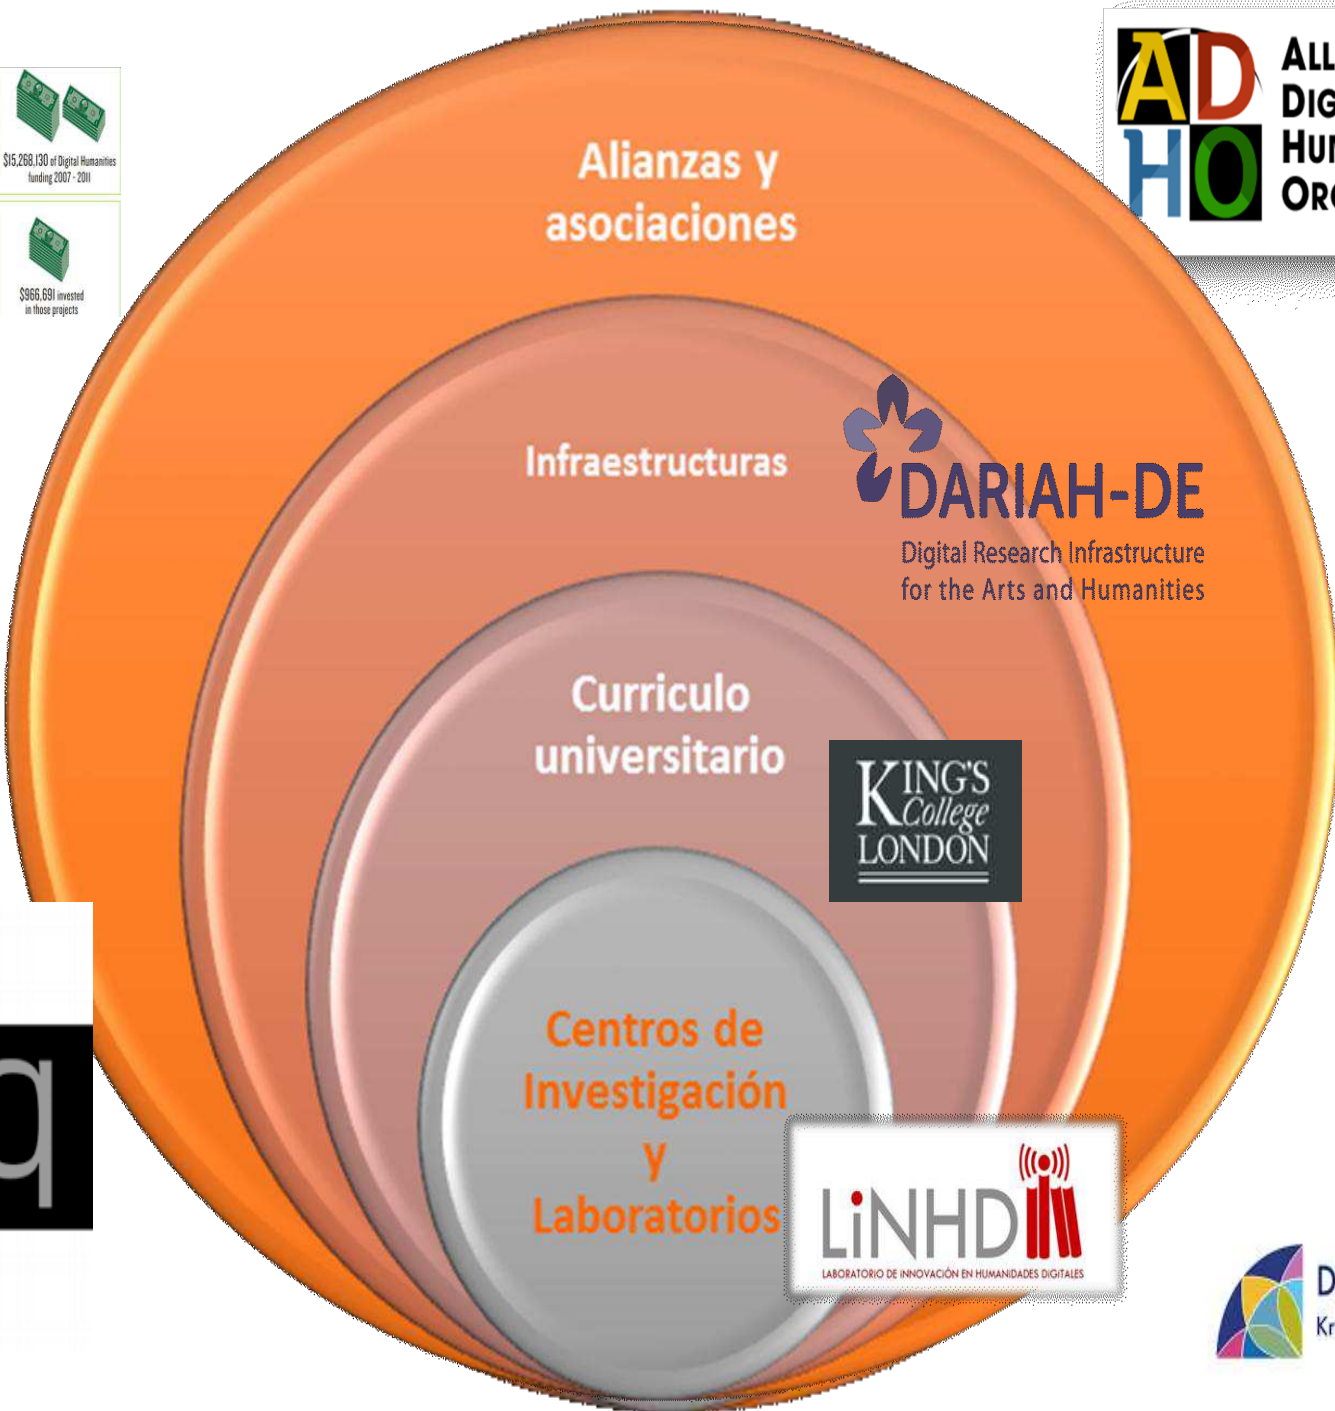 $15,268,130 of Digital Humanities
funding 2007 - 2011
$966,691 invested
in those projects
AD
HO
ALL
DIG
HUM
ORG
Alianzas y
asociaciones
Infraestructuras
DARIAH-DE
Digital Research Infrastructure
for the Arts and Humanities
Curriculo
universitario
KING'S
College
LONDON
Centros de
Investigación
y
Laboratorios
LiNHD
LABORATORIO DE INNOVACIÓN EN HUMANIDADES DIGITALES
q
D
Kr